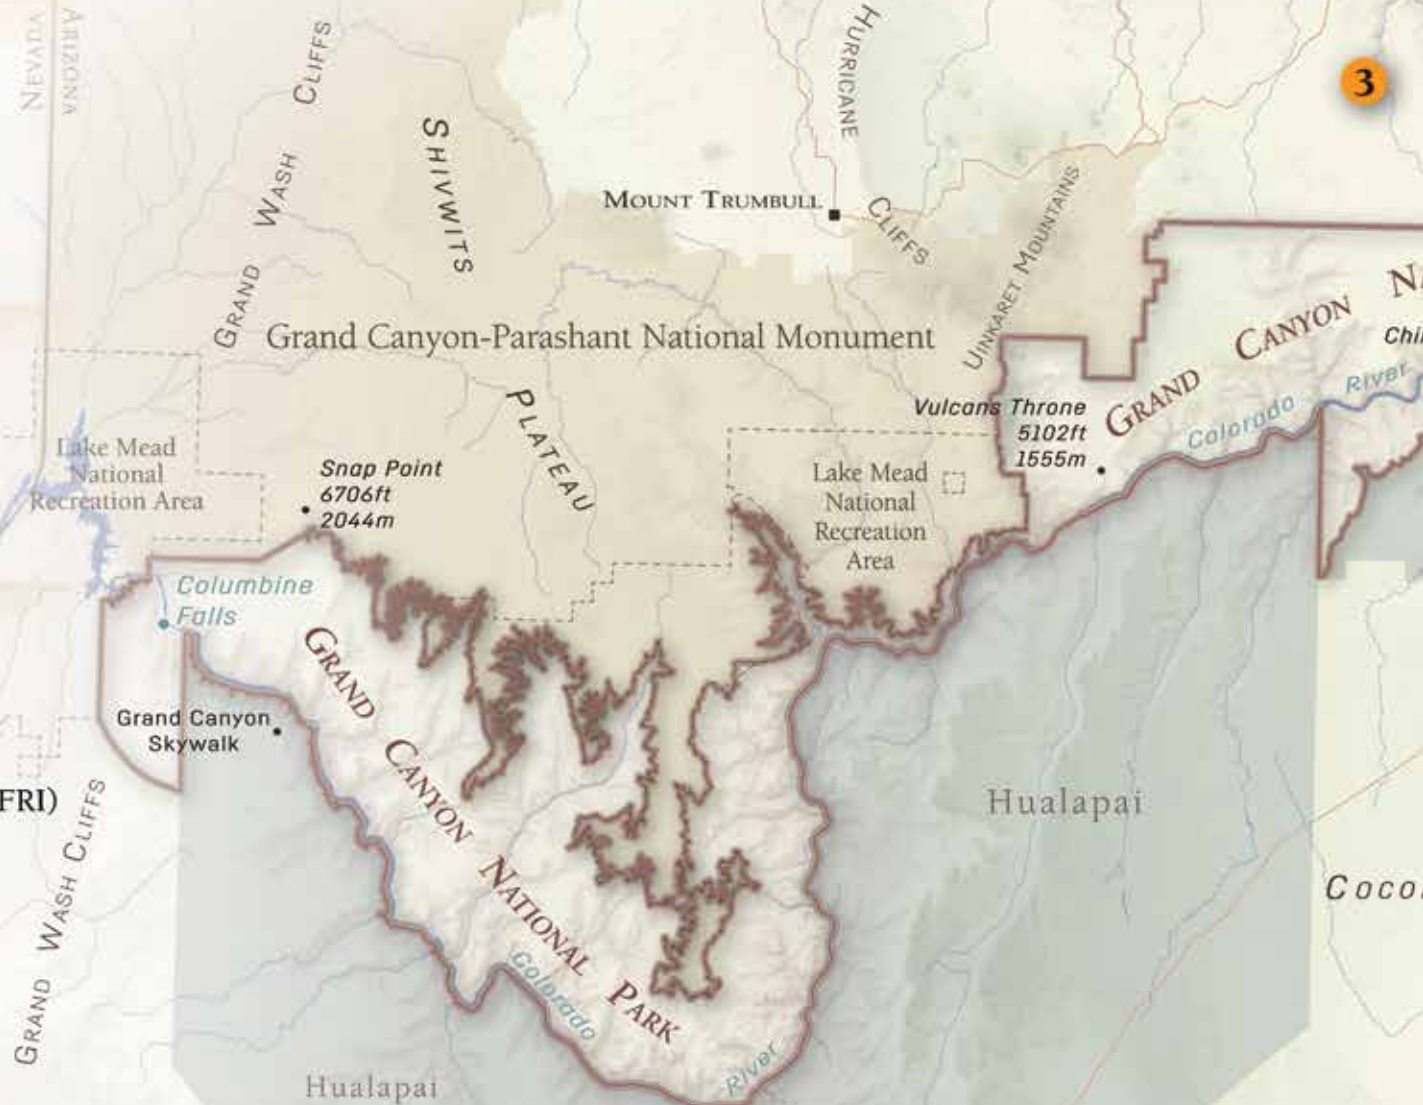 NEVADA
ARIZONA
GRAND WASH CLIFFS
SHIVWITS
PLATEAU
HURRICANE
CLIFFS
3
MOUNT TRUMBULL
UINKARET MOUNTAINS
Grand Canyon-Parashant National Monument
GRAND CANYON NA
Chi
Colorado River
Vulcans Throne
5102ft
1555m
Lake Mead
National
Recreation Area
Snap Point
6706ft
2044m
Lake Mead
National
Recreation
Area
Columbine
Falls
Grand Canyon
Skywalk
GRAND CANYON NATIONAL PARK
FRI)
GRAND WASH CLIFFS
Hualapai
COCO
Colorado River
Hualapai